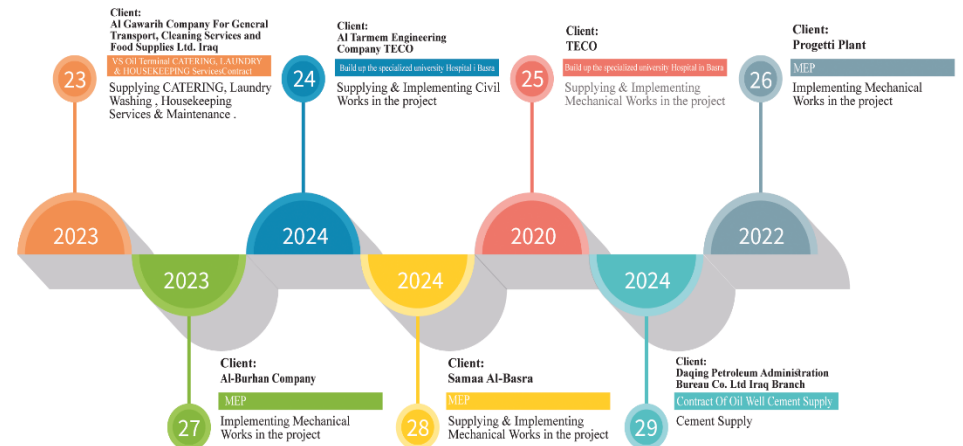 Client:
Al Gawarih Company For General
Transport, Cleaning Services and
Food Supplies Ltd. Iraq
23
VS Oil Terminal CATERING, LAUNDRY
& HOUSEKEEPING ServicesContract
Supplying CATERING, Laundry
Washing , Housekeeping
Services & Maintenance .
Client:
Al Tarmem Engineering
Company TECO
24
Build up the specialized university Hospital i Basra
Supplying & Implementing Civil
Works in the project
Client:
TECO
25
Build up the specialized university Hospital in Basra
Supplying & Implementing
Mechanical Works in the project
Client:
Progetti Plant
26
MEP
Implementing Mechanical
Works in the project
2023
2024
2020
2022
2023
2024
2024
Client:
Al-Burhan Company
27
MEP
Implementing Mechanical
Works in the project
Client:
Samaa Al-Basra
28
MEP
Supplying & Implementing
Mechanical Works in the project
Client:
Daqing Petroleum Administration
Bureau Co. Ltd Iraq Branch
29
Contract Of Oil Well Cement Supply
Cement Supply